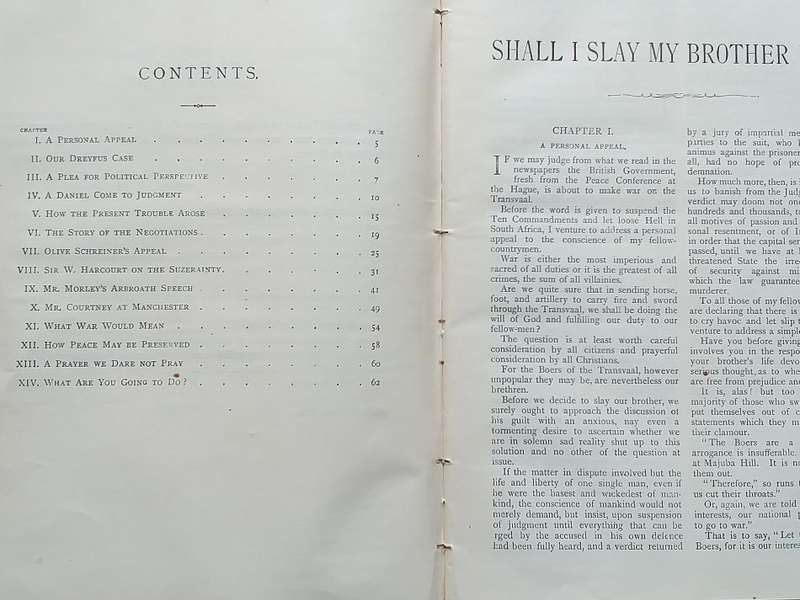 CONTENTS.
CHAPTER PAGE
I. A PERSONAL APPEAL . . . . . . . . . 5
II. OUR DREYFUS CASE . . . . . . . . . 6
III. A PLEA FOR POLITICAL PERSPECTIVE . . . . . . . 7
IV. A DANIEL COME TO JUDGMENT . . . . . . . . 10
V. HOW THE PRESENT TROUBLE AROSE . . . . . . . 15
VI. THE STORY OF THE NEGOTIATIONS . . . . . . . . 19
VII. OLIVE SCHREINER'S APPEAL . . . . . . . . 25
VIII. SIR W. HARCOURT ON THE SUZERAINTY. . . . . . . 31
IX. MR. MORLEY'S ARBROATH SPEECH . . . . . . . . 41
X. MR. COURTNEY AT MANCHESTER . . . . . . . . 49
XI. WHAT WAR WOULD MEAN . . . . . . . . 54
XII. HOW PEACE MAY BE PRESERVED . . . . . . . . 58
XIII. A PRAYER WE DARE NOT PRAY . . . . . . . . 60
XIV. WHAT ARE YOU GOING TO DO? . . . . . . . . 62
SHALL I SLAY MY BROTHER
CHAPTER I.
A PERSONAL APPEAL.
IF we may judge from what we read in the
newspapers the British Government,
fresh from the Peace Conference at
the Hague, is about to make war on the
Transvaal.
Before the word is given to suspend the
Ten Commandments and let loose Hell in
South Africa, I venture to address a personal
appeal to the conscience of my fellow-
countrymen.
War is either the most imperious and
sacred of all duties or it is the greatest of all
crimes, the sum of all villainies.
Are we quite sure that in sending horse,
foot, and artillery to carry fire and sword
through the Transvaal, we shall be doing the
will of God and fulfilling our duty to our
fellow-men?
The question is at least worth careful
consideration by all citizens and prayerful
consideration by all Christians.
For the Boers of the Transvaal, however
unpopular they may be, are nevertheless our
brethren.
Before we decide to slay our brother, we
surely ought to approach the discussion of
his guilt with an anxious, nay even a
tormenting desire to ascertain whether we
are in solemn sad reality shut up to this
solution and no other of the question at
issue.
If the matter in dispute involved but the
life and liberty of one single man, even if
he were the basest and wickedest of man-
kind, the conscience of mankind would not
merely demand, but insist, upon suspension
of judgment until everything that can be
rged by the accused in his own defence
had been fully heard, and a verdict returned
by a jury of impartial me
parties to the suit, who
animus against the prisoner
all, had no hope of pro
demnation.
How much more, then, is
us to banish from the Jud
verdict may doom not on
hundreds and thousands, t
all motives of passion and
sonal resentment, or of I
in order that the capital sen
passed, until we have at
threatened State the irre
of security against mi
which the law guarantee
murderer.
To all those of my fellow
are declaring that there is
to cry havoc and let slip t
venture to address a simple
Have you before giving
involves you in the respo
your brother's life devo
serious thought, as to whe
are free from prejudice an
It is, alas! but too
majority of those who sw
put themselves out of c
statements which they m
their clamour.
"The Boers are a
arrogance is insufferable.
at Majuba Hill. It is n
them out.
"Therefore," so runs t
us cut their throats."
Or, again, we are told
interests, our national p
to go to war."
That is to say, "Let
Boers, for it is our interes